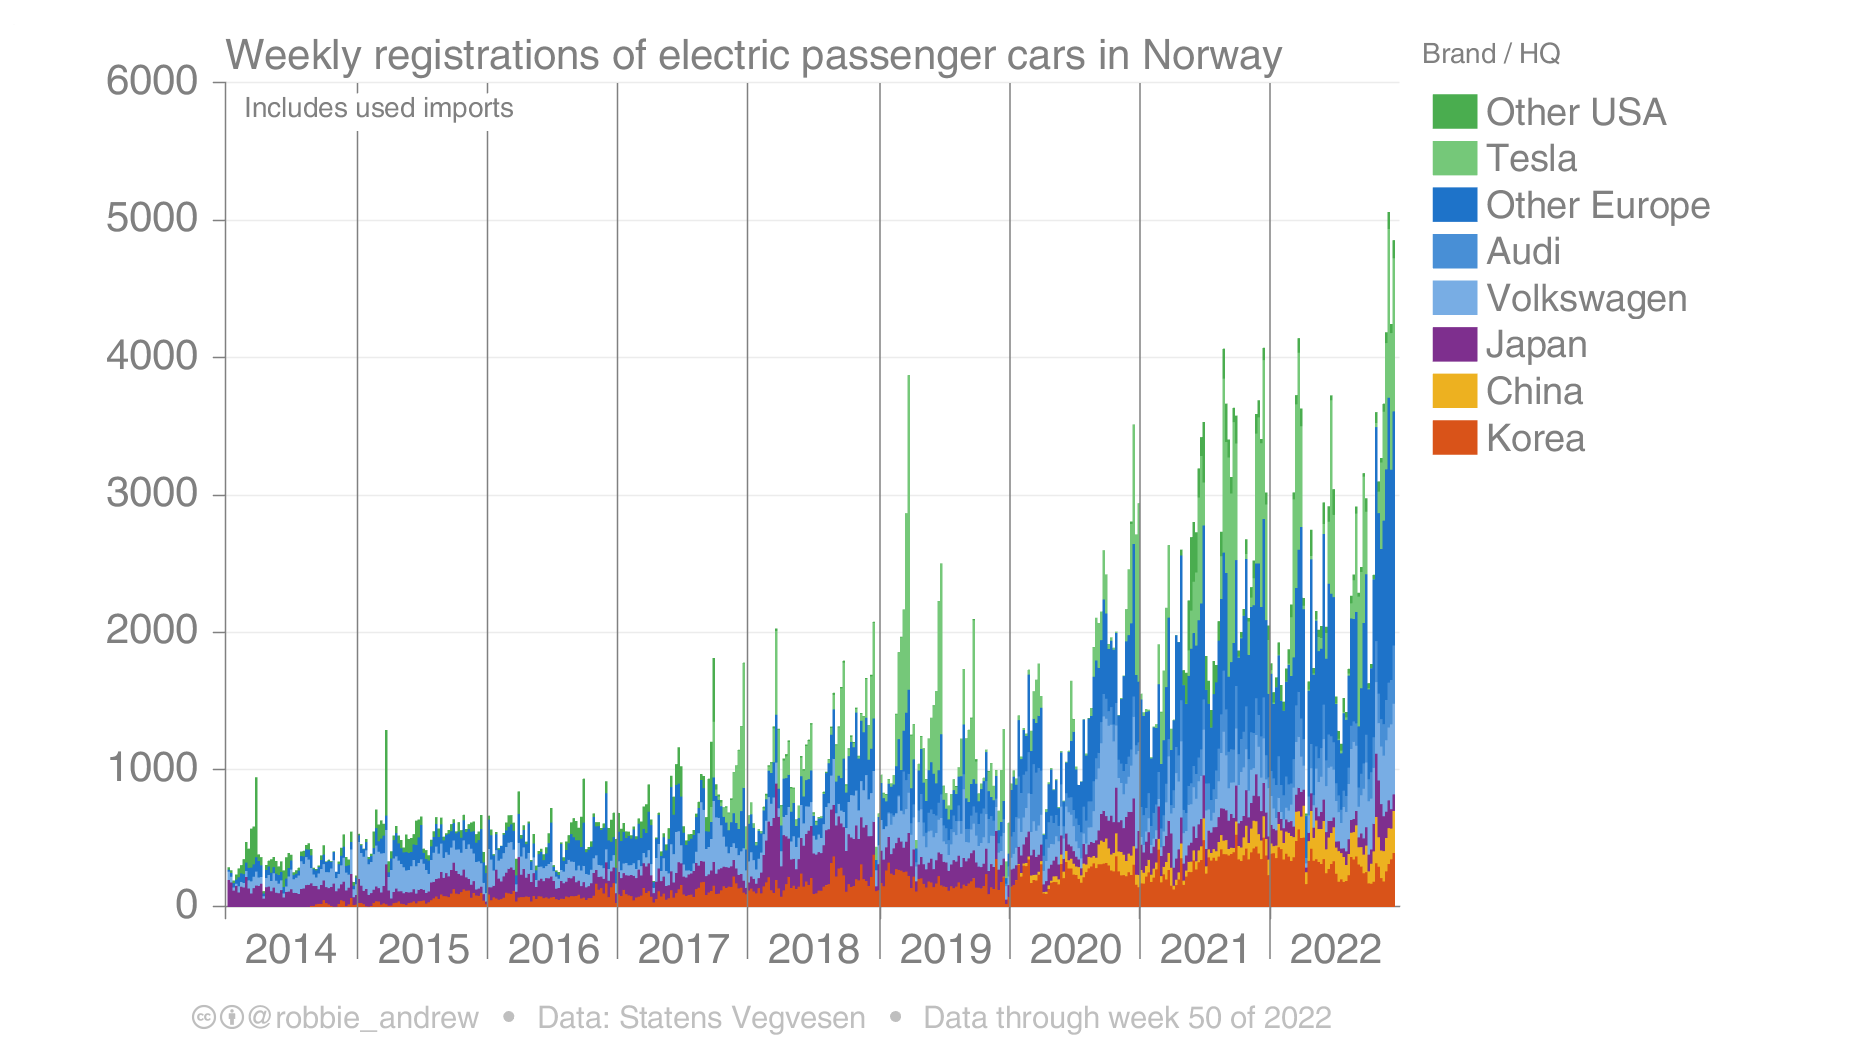 Weekly registrations of electric passenger cars in Norway
Brand / HQ
Includes used imports
6000
5000
4000
3000
2000
1000
0
Other USA
Tesla
Other Europe
Audi
Volkswagen
Japan
China
Korea
2014 2015 2016 2017 2018 2019 2020 2021 2022
cc @robbie_andrew • Data: Statens Vegvesen • Data through week 50 of 2022